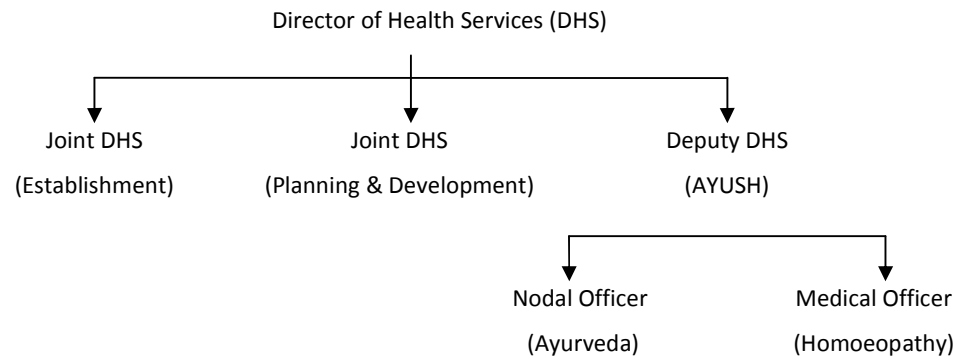 Director of Health Services (DHS)
Joint DHS
(Establishment)
Joint DHS
(Planning & Development)
Deputy DHS
(AYUSH)
Nodal Officer
(Ayurveda)
Medical Officer
(Homoeopathy)